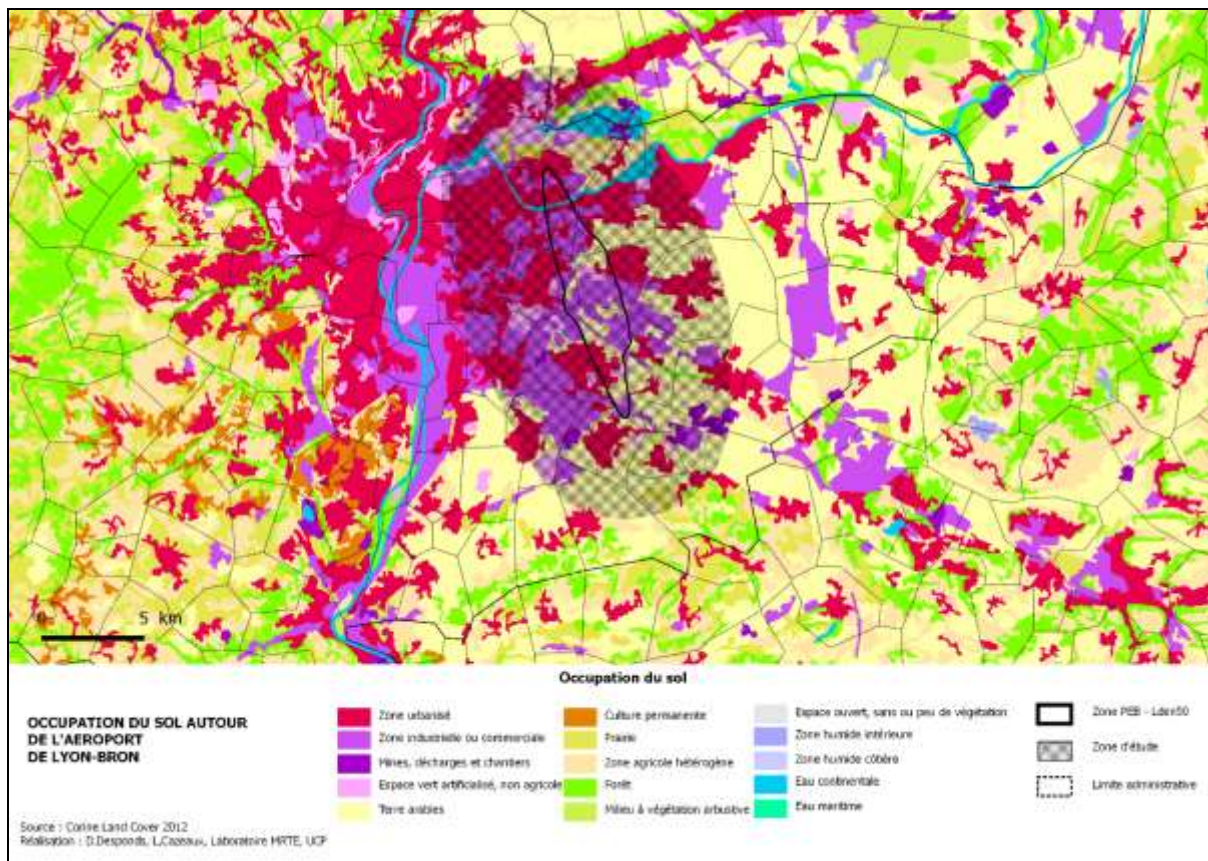 0 5 km
Occupation du sol
OCCUPATION DU SOL AUTOUR
DE L'AEROPORT
DE LYON-BRON
Zone urbanisé
Zone industrielle ou commerciale
Mines, décharges et chantiers
Espace vert artificialisé, non agricole
Terre arables
Culture permanente
Prairie
Zone agricole hétérogène
Forêt
Milieu à végétation arbustive
Espace ouvert, sans ou peu de végétation
Zone humide intérieure
Zone humide côtière
Eau continentale
Eau maritime
Zone PEB - Lden50
Zone d'étude
Limite administrative
Source : Corine Land Cover 2012
Réalisation : D.Desponds, L.Cazeaux, Laboratoire MRTE, UCP